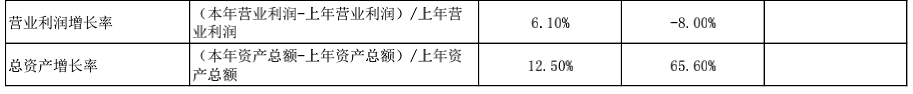 营业利润增长率 （本年营业利润-上年营业利润）/上年营业利润 6.10% -8.00%
总资产增长率 （本年资产总额-上年资产总额）/上年资产总额 12.50% 65.60%